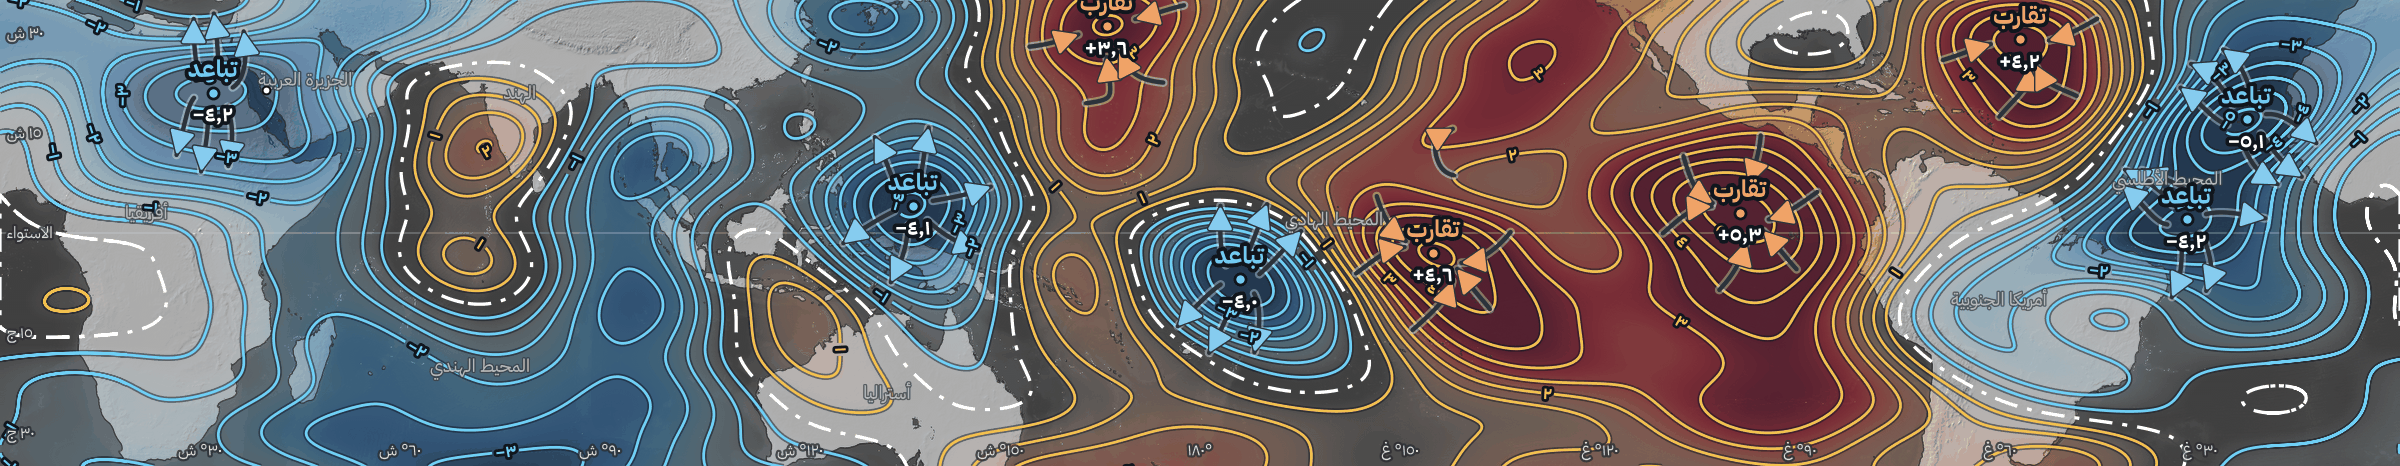 تقارب
+٣,٦
تقارب
+٤,٢
٣٠ ش
الجزيرة العربية
تباعد
−٤,٢
الهند
تباعد
−٥,١
١٥ ش
تباعد
−٤,١
تقارب
+٥,٣
المحيط الأطلسي
تباعد
−٤,٢
أفريقيا
الاستواء
المحيط الهادي
تقارب
+٤,٦
تباعد
−٤,٠
أمريكا الجنوبية
١٥ ج
المحيط الهندي
أستراليا
٣٠ ج
٣٠° ش
٦٠° ش
٩٠° ش
١٢٠° ش
١٥٠° ش
١٨٠°
١٥٠° غ
١٢٠° غ
٩٠° غ
٦٠° غ
٣٠° غ